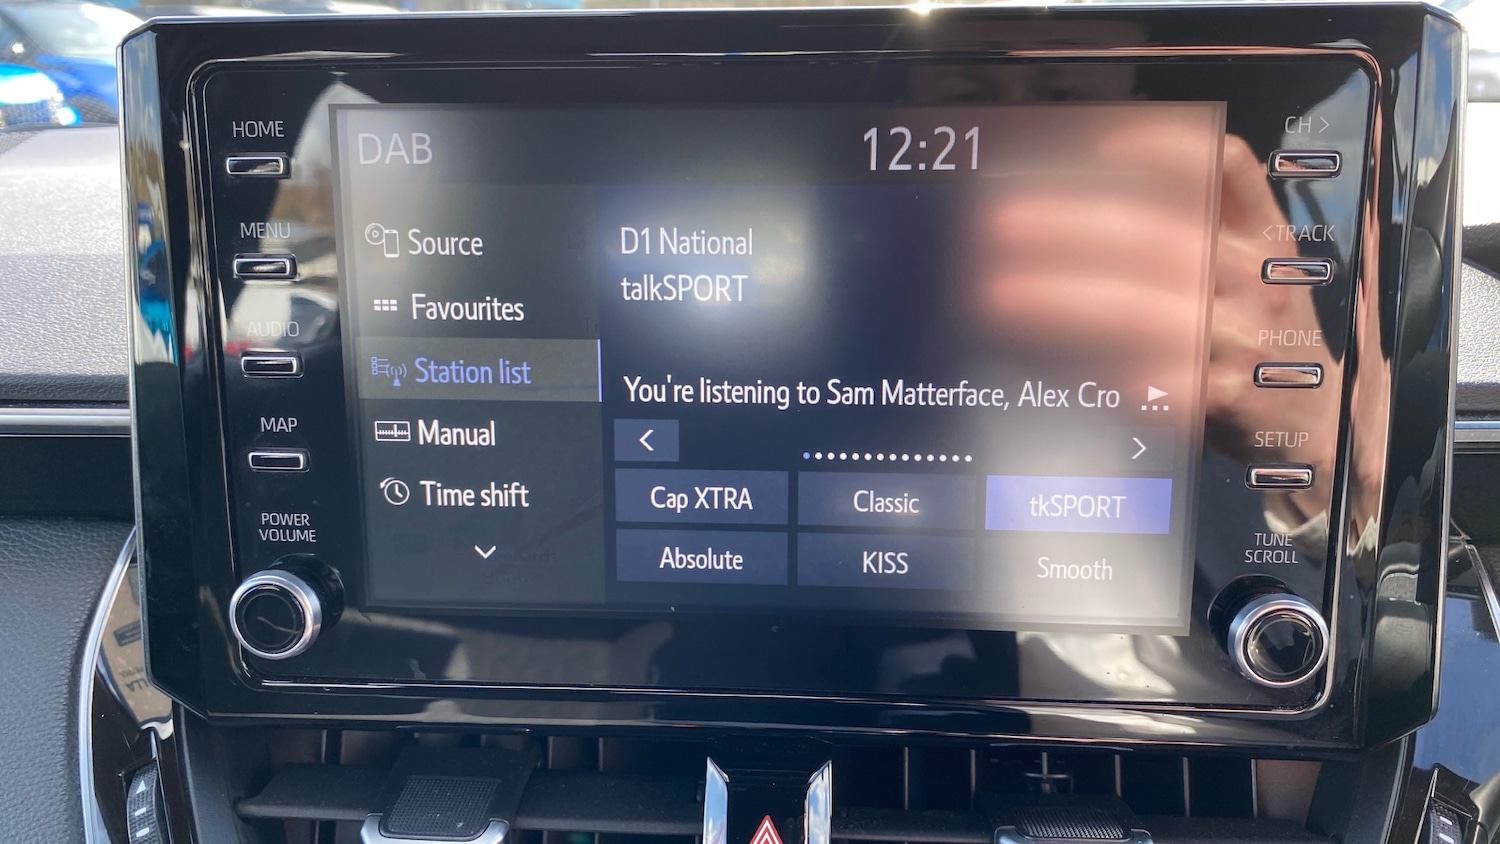 HOME
MENU
AUDIO
MAP
POWER
VOLUME
DAB
12:21
Source
Favourites
Station list
Manual
Time shift
D1 National
talkSPORT
You're listening to Sam Matterface, Alex Cro
Cap XTRA
Classic
tkSPORT
Absolute
KISS
Smooth
CH >
< TRACK
PHONE
SETUP
TUNE
SCROLL